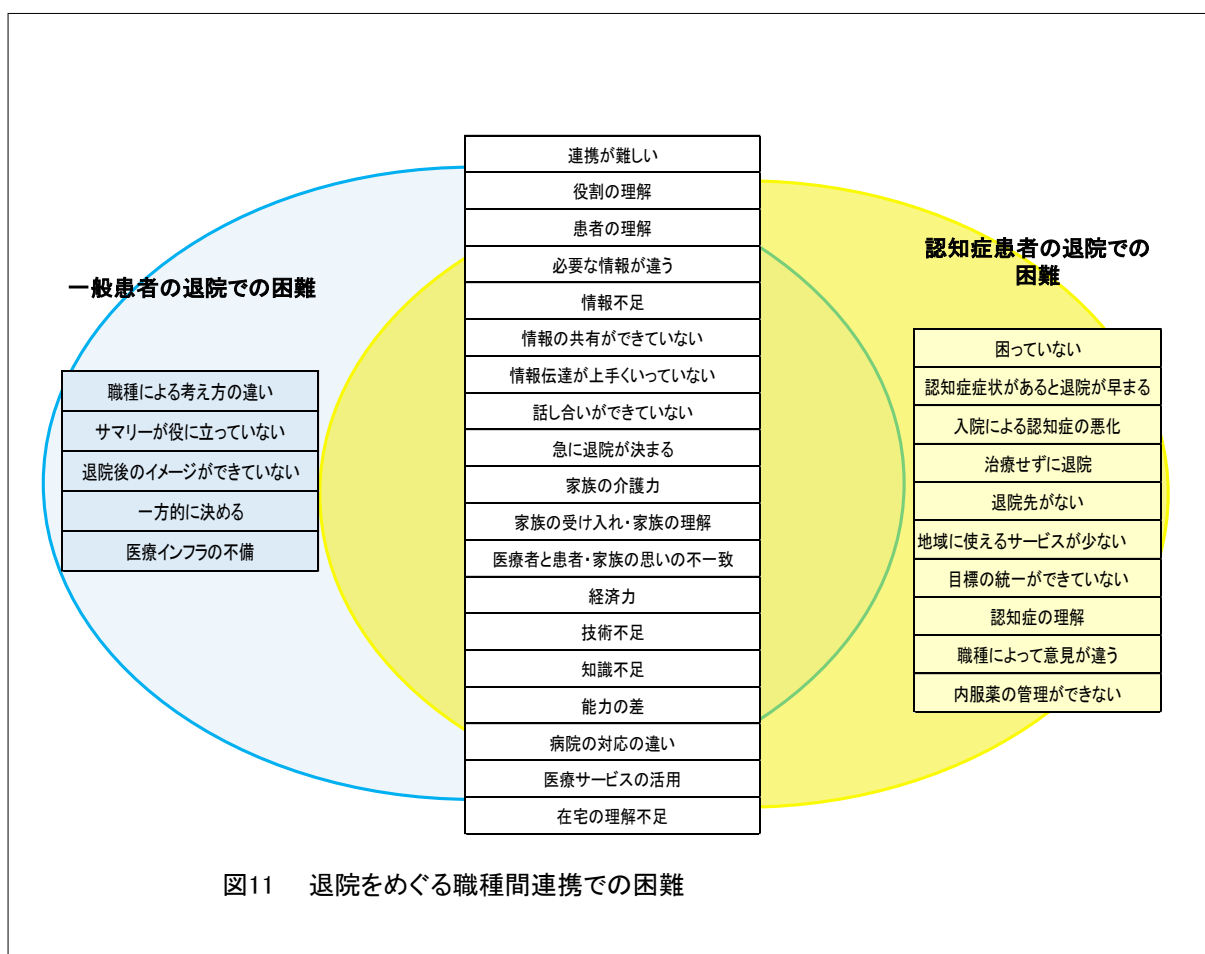 一般患者の退院での困難
職種による考え方の違い
サマリーが役に立っていない
退院後のイメージができていない
一方的に決める
医療インフラの不備
連携が難しい
役割の理解
患者の理解
必要な情報が違う
情報不足
情報の共有ができていない
情報伝達が上手くいっていない
話し合いができていない
急に退院が決まる
家族の介護力
家族の受け入れ・家族の理解
医療者と患者・家族の思いの不一致
経済力
技術不足
知識不足
能力の差
病院の対応の違い
医療サービスの活用
在宅の理解不足
認知症患者の退院での
困難
困っていない
認知症症状があると退院が早まる
入院による認知症の悪化
治療せずに退院
退院先がない
地域に使えるサービスが少ない
目標の統一ができていない
認知症の理解
職種によって意見が違う
内服薬の管理ができない
図11 退院をめぐる職種間連携での困難